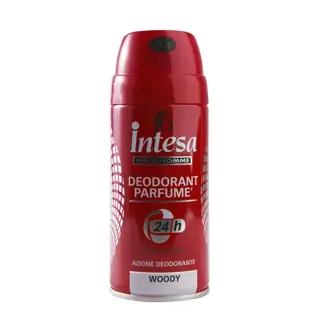 intesa
POUR HOMME
DEODORANT
PARFUME'
24h
AZIONE DEODORANTE
WOODY